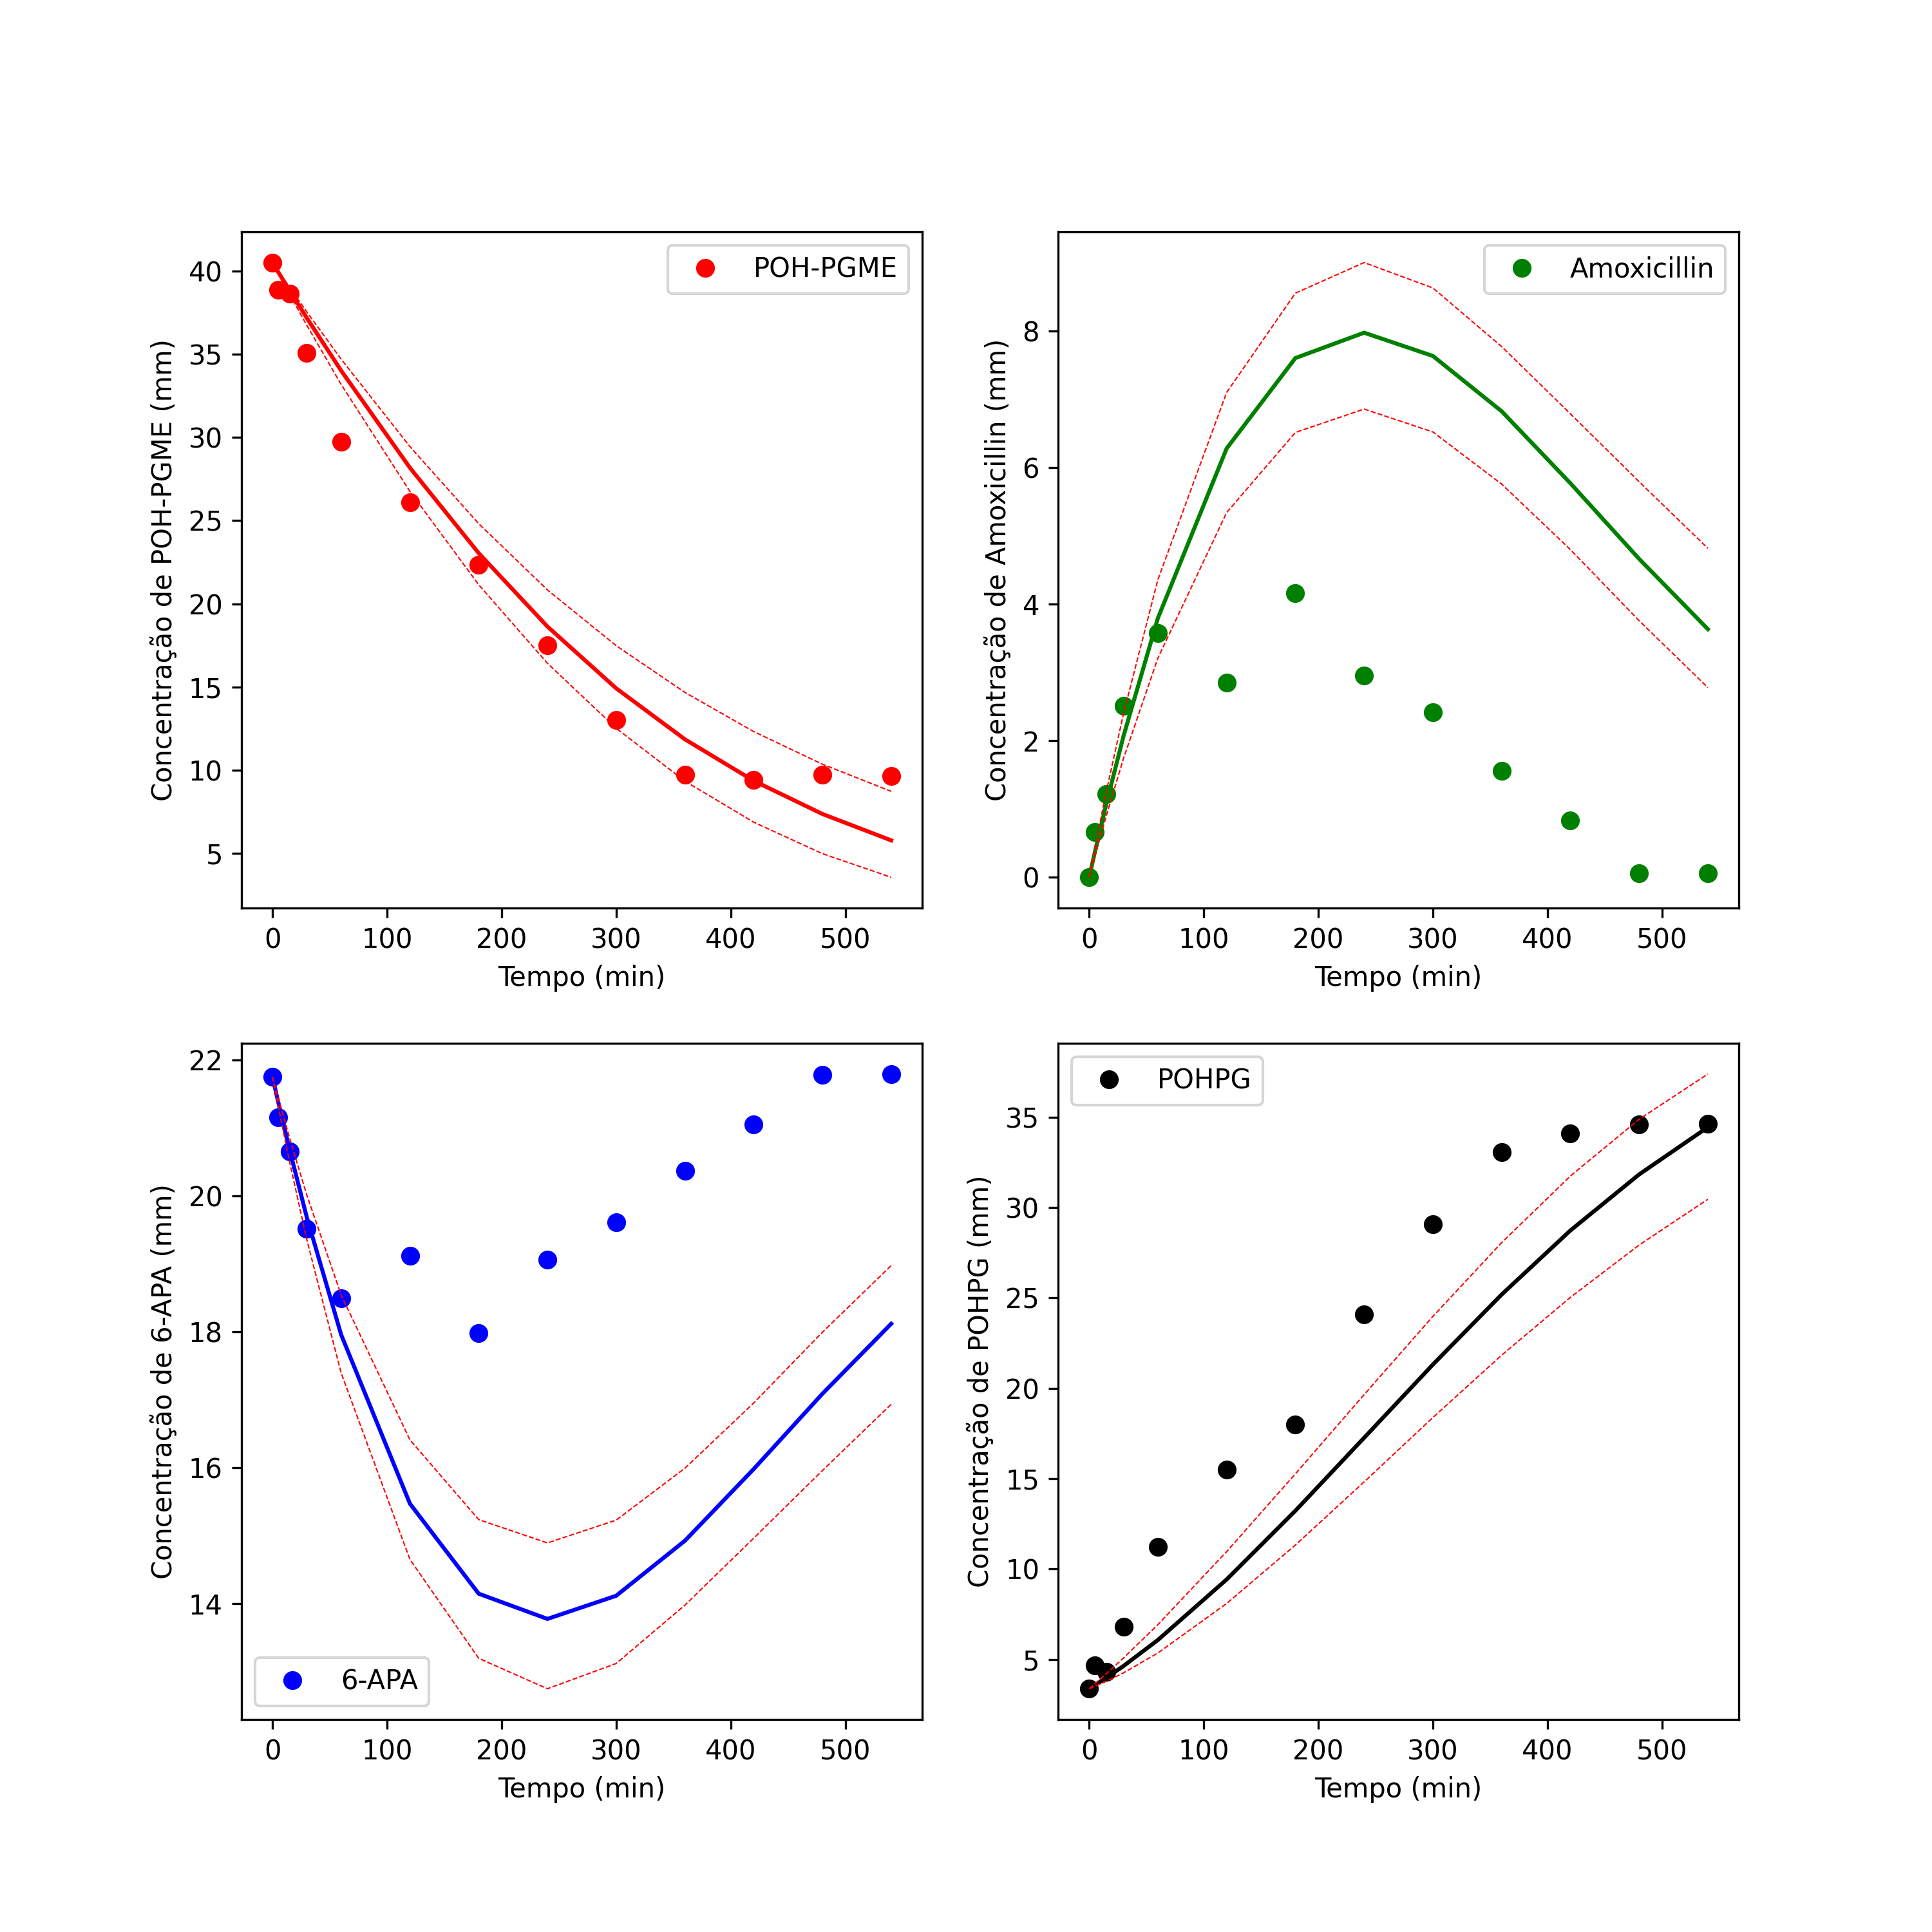 POH-PGME
40
35
30
25
20
15
10
5
Concentração de POH-PGME (mm)
0 100 200 300 400 500
Tempo (min)
Amoxicillin
8
6
4
2
0
Concentração de Amoxicillin (mm)
0 100 200 300 400 500
Tempo (min)
22
20
18
16
14
Concentração de 6-APA (mm)
6-APA
0 100 200 300 400 500
Tempo (min)
POHPG
35
30
25
20
15
10
5
Concentração de POHPG (mm)
0 100 200 300 400 500
Tempo (min)